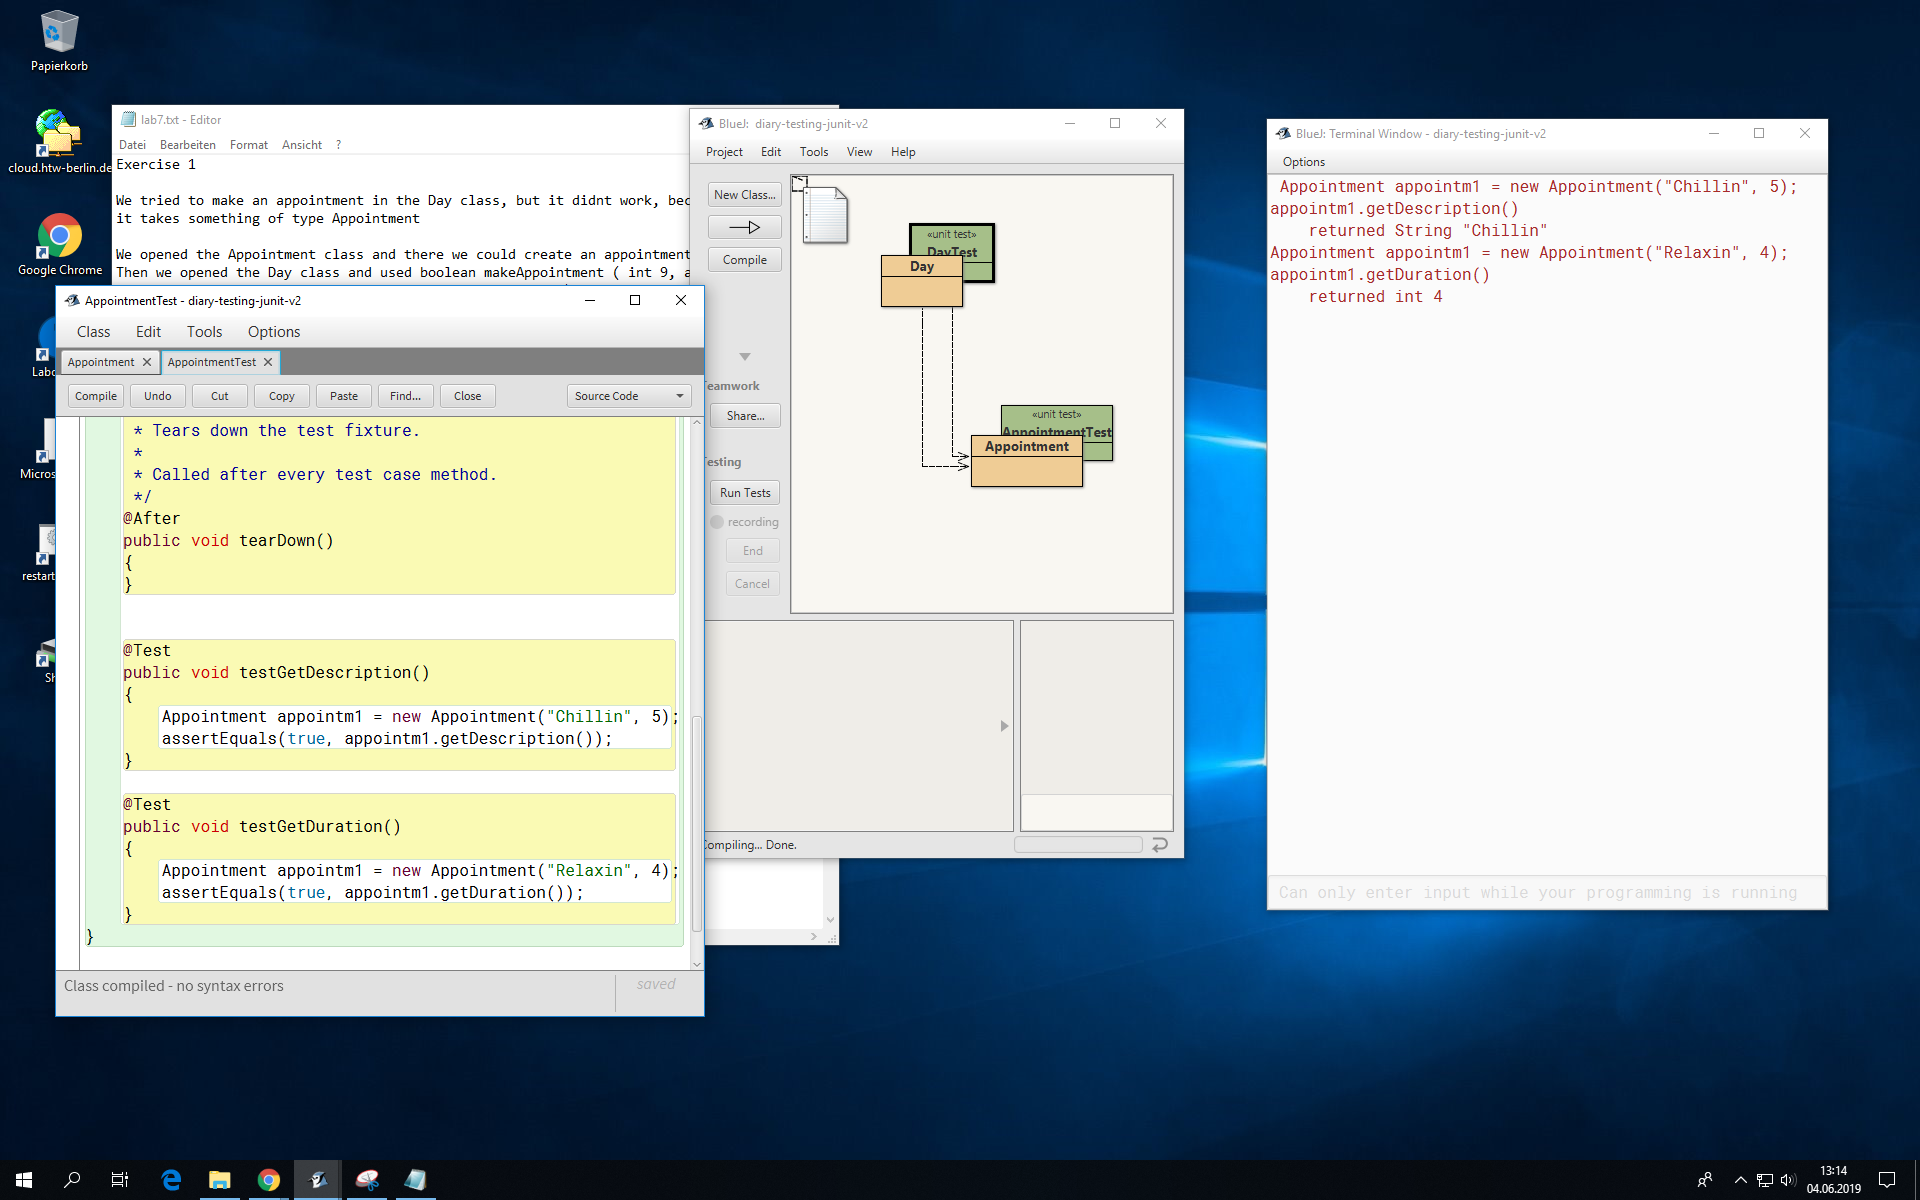 Papierkorb
cloud.htw-berlin.de
Google Chrome
Labo
Micros
restart
Sh
lab7.txt - Editor
Datei Bearbeiten Format Ansicht ?
Exercise 1
We tried to make an appointment in the Day class, but it didnt work, bec
it takes something of type Appointment
We opened the Appointment class and there we could create an appointment
Then we opened the Day class and used boolean makeAppointment ( int 9, a
AppointmentTest - diary-testing-junit-v2
Class Edit Tools Options
Appointment AppointmentTest
Compile Undo Cut Copy Paste Find... Close Source Code
* Tears down the test fixture.
*
* Called after every test case method.
*/
@After
public void tearDown()
{
}
@Test
public void testGetDescription()
{
Appointment appointm1 = new Appointment("Chillin", 5);
assertEquals(true, appointm1.getDescription());
}
@Test
public void testGetDuration()
{
Appointment appointm1 = new Appointment("Relaxin", 4);
assertEquals(true, appointm1.getDuration());
}
}
Class compiled - no syntax errors
saved
BlueJ: diary-testing-junit-v2
Project Edit Tools View Help
New Class...
Compile
eamwork
Share...
esting
Run Tests
recording
End
Cancel
«unit test»
DayTest
Day
«unit test»
AppointmentTest
Appointment
Compiling... Done.
BlueJ: Terminal Window - diary-testing-junit-v2
Options
Appointment appointm1 = new Appointment("Chillin", 5);
appointm1.getDescription()
returned String "Chillin"
Appointment appointm1 = new Appointment("Relaxin", 4);
appointm1.getDuration()
returned int 4
Can only enter input while your programming is running
13:14
04.06.2019